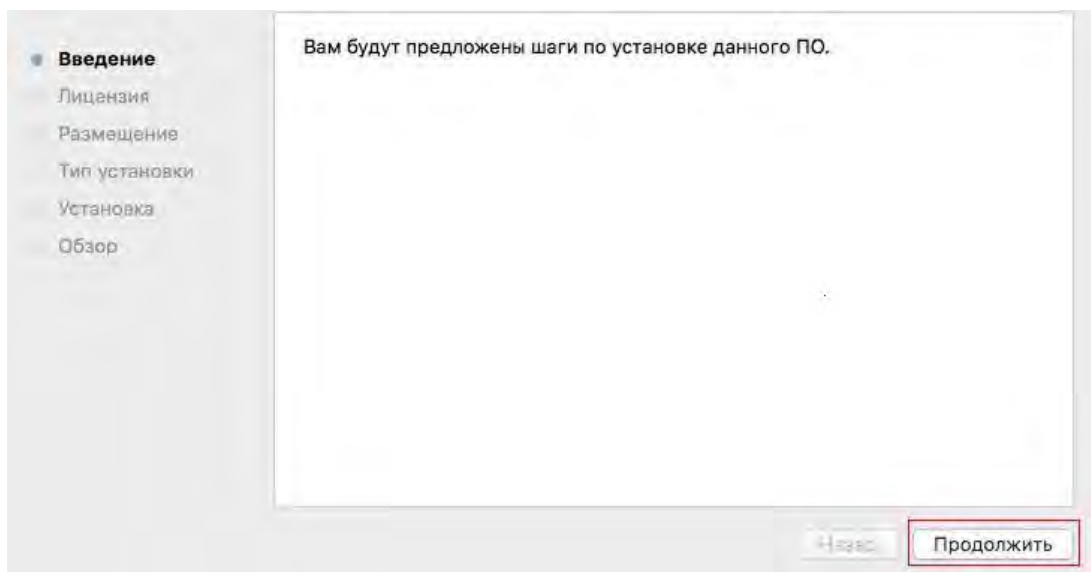 Введение
Лицензия
Размещение
Тип установки
Установка
Обзор
Вам будут предложены шаги по установке данного ПО.
Назад
Продолжить